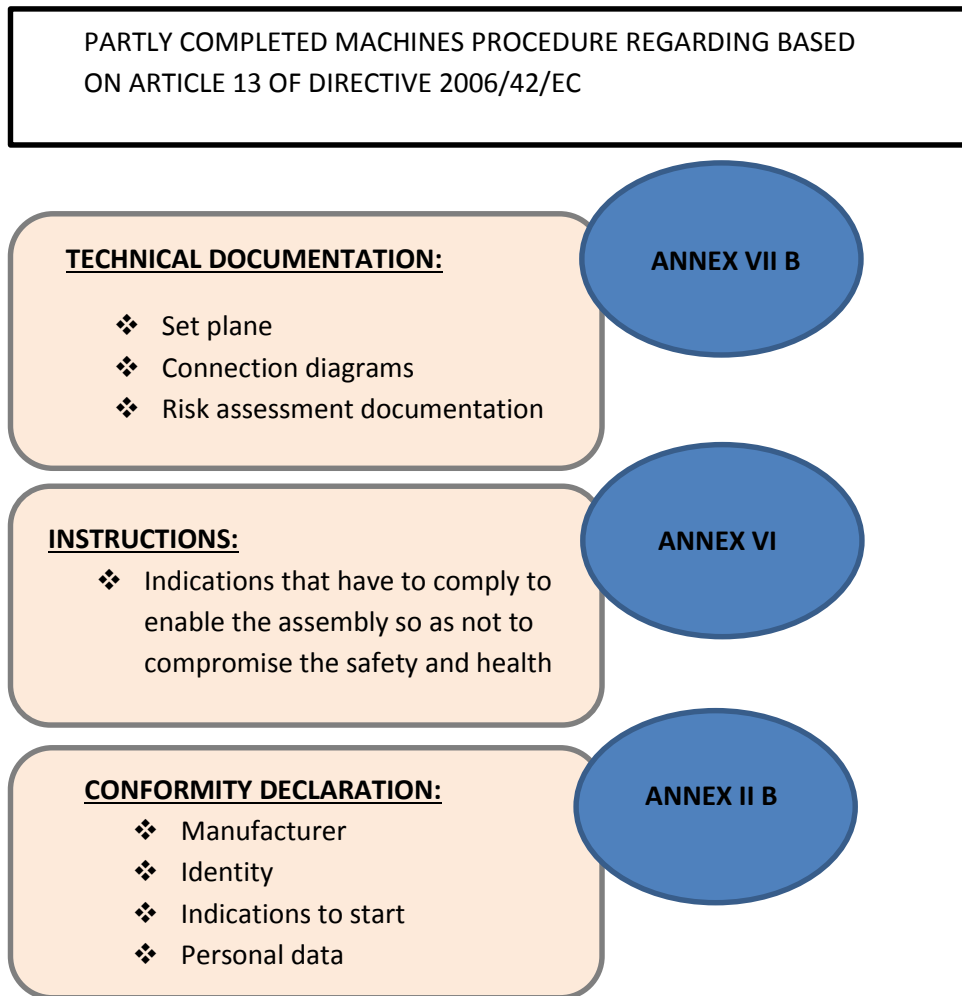 PARTLY COMPLETED MACHINES PROCEDURE REGARDING BASED
ON ARTICLE 13 OF DIRECTIVE 2006/42/EC
TECHNICAL DOCUMENTATION:
ANNEX VII B
❖ Set plane
❖ Connection diagrams
❖ Risk assessment documentation
INSTRUCTIONS:
ANNEX VI
❖ Indications that have to comply to
enable the assembly so as not to
compromise the safety and health
CONFORMITY DECLARATION:
ANNEX II B
❖ Manufacturer
❖ Identity
❖ Indications to start
❖ Personal data